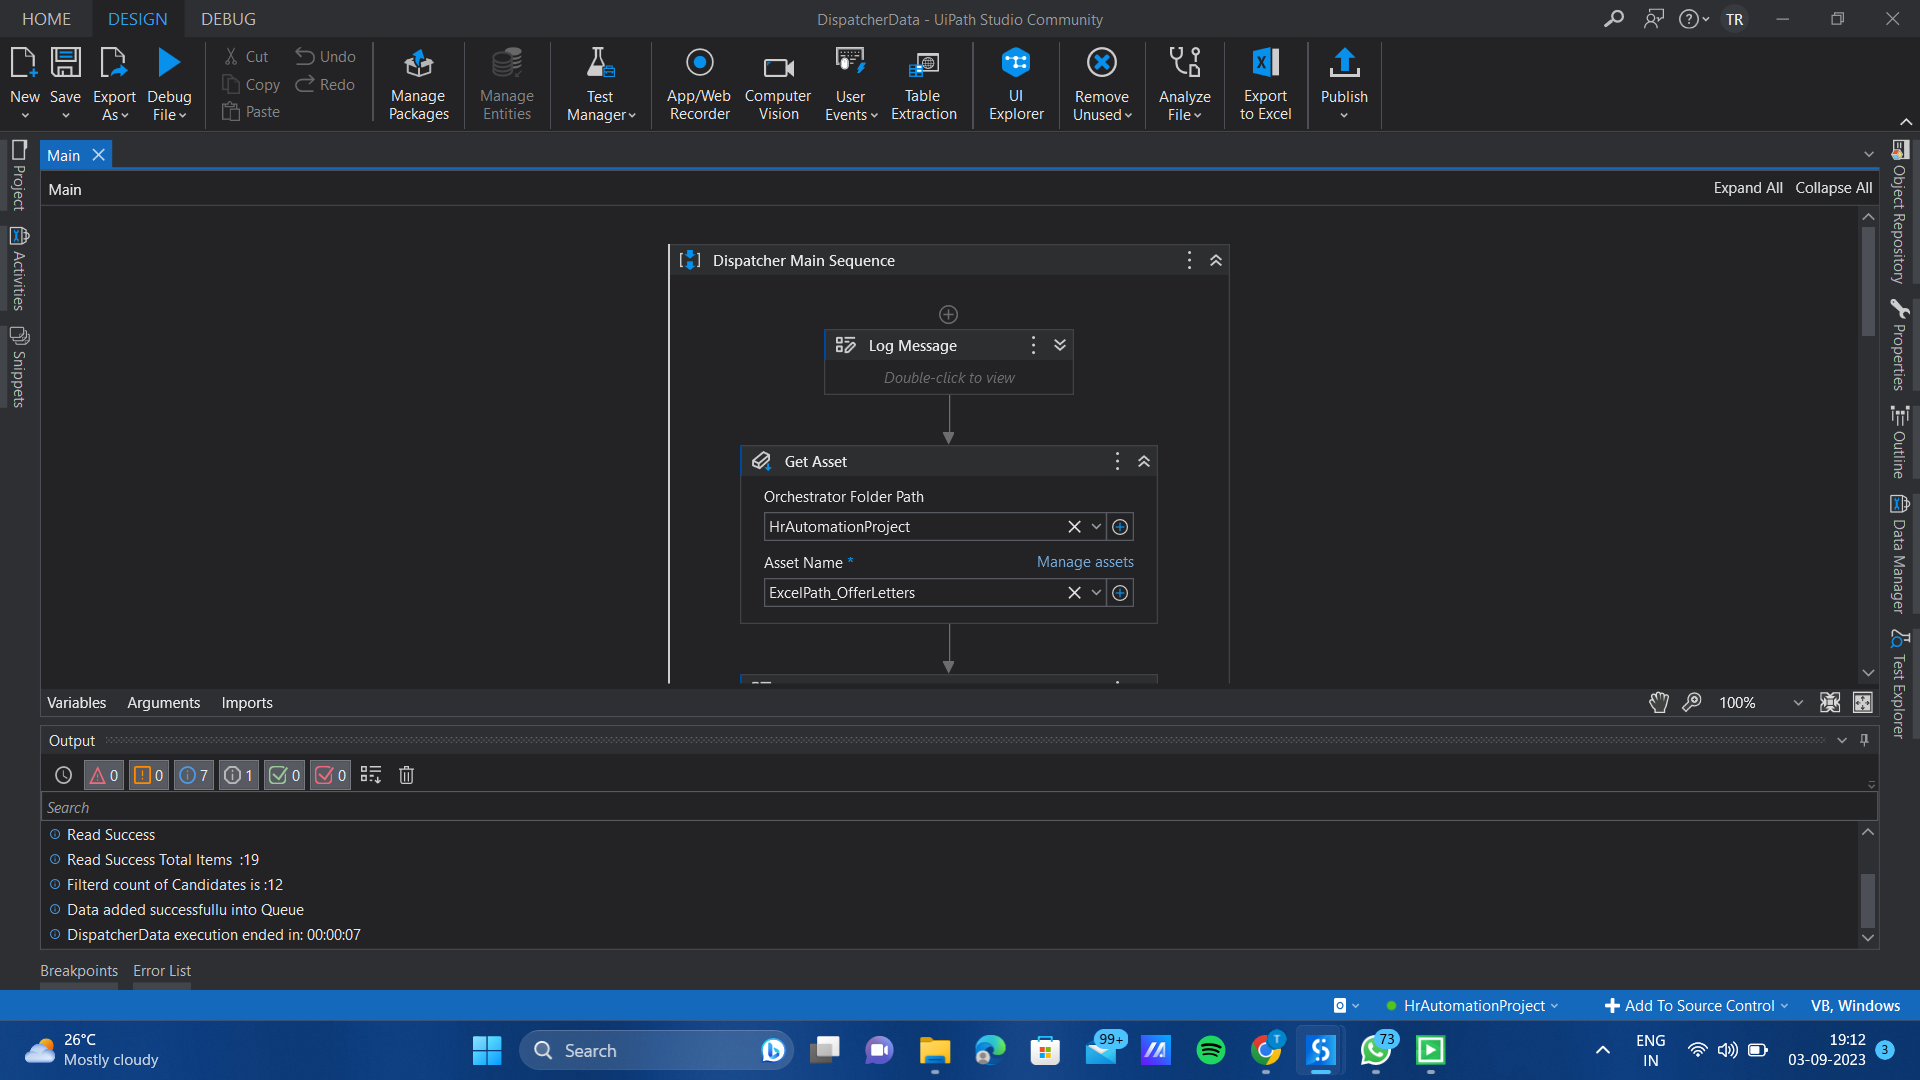 HOME DESIGN DEBUG DispatcherData - UiPath Studio Community TR
New Save Export As Debug File Cut Copy Paste Undo Redo Manage Packages Manage Entities Test Manager App/Web Recorder Computer Vision User Events Table Extraction UI Explorer Remove Unused Analyze File Export to Excel Publish
Main
Main Expand All Collapse All
Project
Activities
Snippets
Object Repository
Properties
Outline
Data Manager
Test Explorer
Dispatcher Main Sequence
Log Message
Double-click to view
Get Asset
Orchestrator Folder Path
HrAutomationProject
Asset Name * Manage assets
ExcelPath_OfferLetters
Variables Arguments Imports 100%
Output
0 0 7 1 0 0
Search
Read Success
Read Success Total Items :19
Filterd count of Candidates is :12
Data added successfullu into Queue
DispatcherData execution ended in: 00:00:07
Breakpoints Error List
HrAutomationProject Add To Source Control VB, Windows
26°C
Mostly cloudy
Search
99+
T
73
ENG
IN
19:12
03-09-2023
3